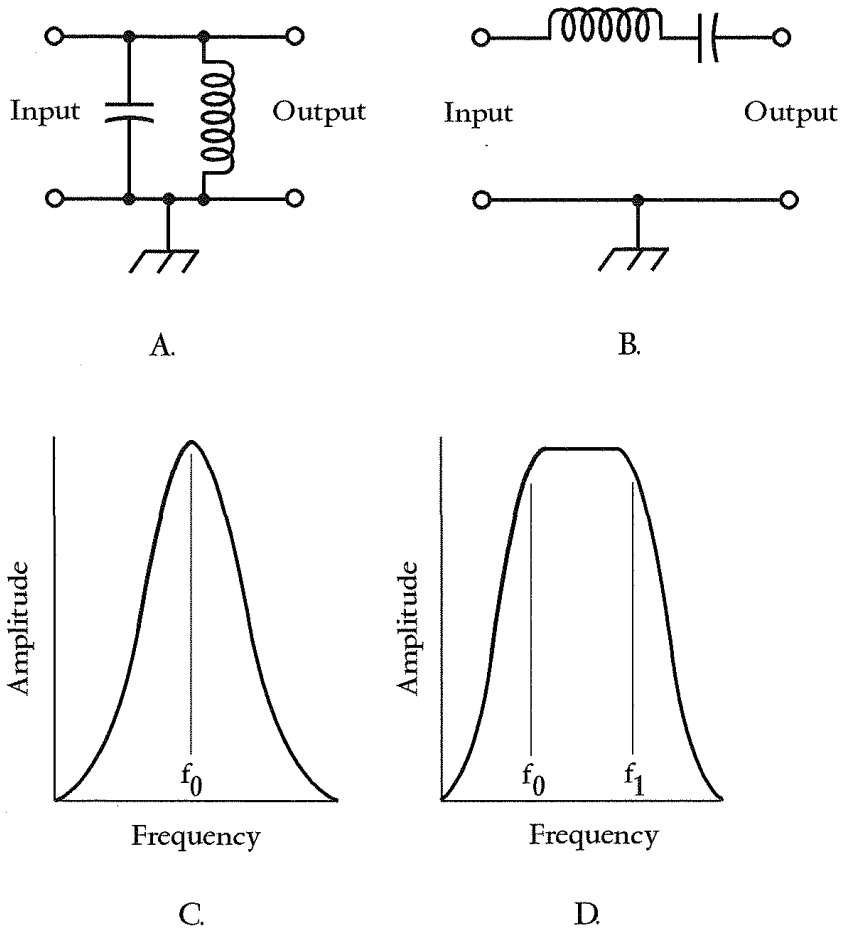 Input
Output
Input
Output
A.
B.
Amplitude
f0
Frequency
C.
Amplitude
f0
f1
Frequency
D.